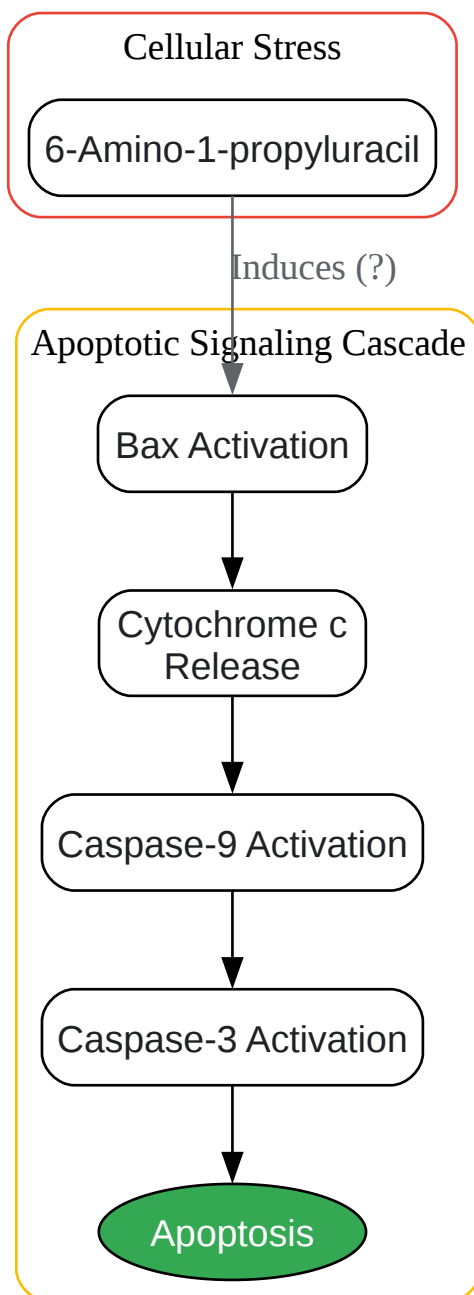 Cellular Stress
6-Amino-1-propyluracil
Induces (?)
Apoptotic Signaling Cascade
Bax Activation
Cytochrome c
Release
Caspase-9 Activation
Caspase-3 Activation
Apoptosis